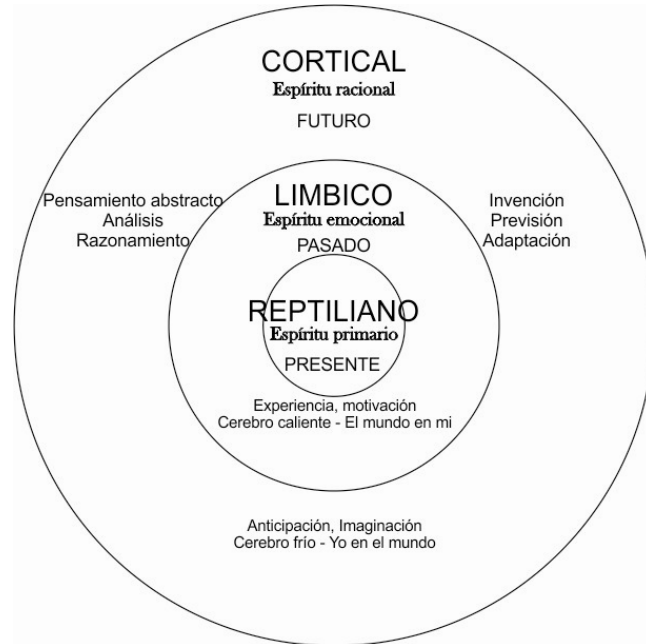 CORTICAL
Espíritu racional
FUTURO
Pensamiento abstracto
Análisis
Razonamiento
Invención
Previsión
Adaptación
LIMBICO
Espíritu emocional
PASADO
REPTILIANO
Espíritu primario
PRESENTE
Experiencia, motivación
Cerebro caliente - El mundo en mi
Anticipación, Imaginación
Cerebro frío - Yo en el mundo